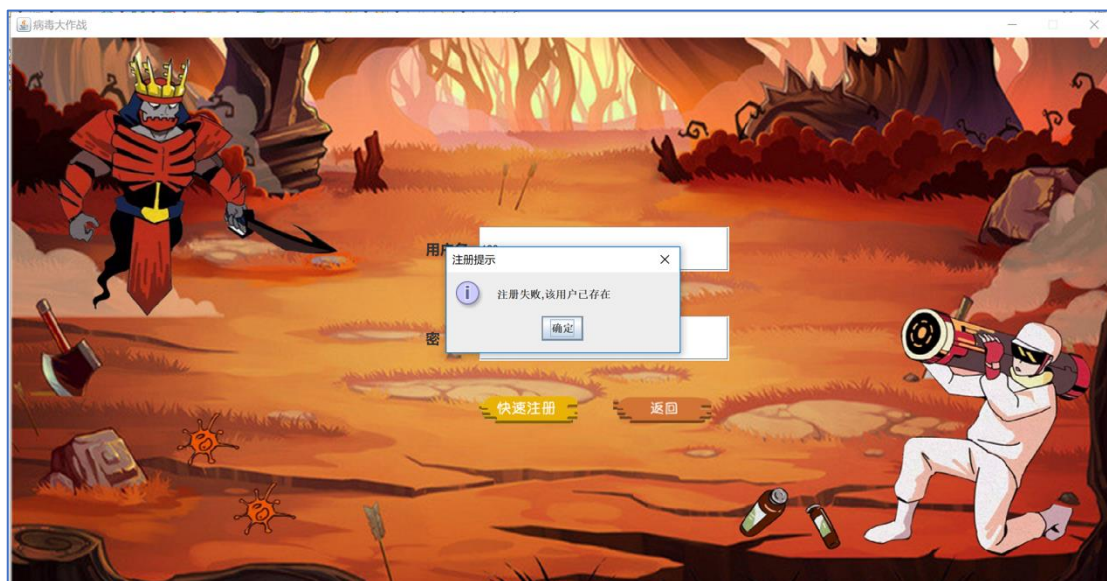 病毒大作战
用户名
注册提示
注册失败,该用户已存在
确定
密
快速注册
返回